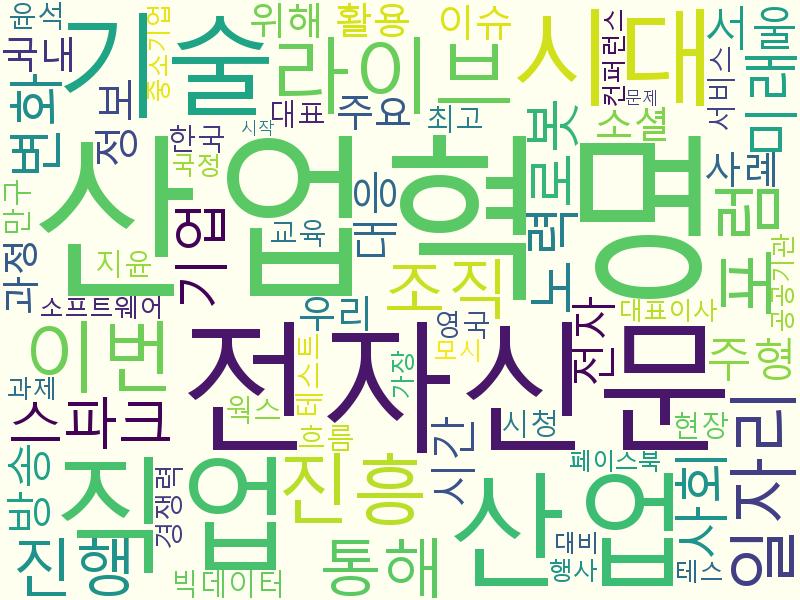 윤석
국내
변화
중소기업
기술
정보
위해
활용
이슈
라이브
대표
주요
최고
한국
시작
국정
시대
컨퍼런스
문제
소셜
서비스
서울
미래
사례
로봇
노력
산업혁명
만구
과정
기업
지윤
교육
대응
조직
럼
포
공공기관
소프트웨어
우리
영국
모시
전자
대표이사
주형
이번
과제
스파크
전자신문
가장
테스트
웍스
흐름
시청
현장
방송
직업
경쟁력
진흥
시간
페이스북
사회
일자리
진행
빅데이터
통해
산업
대비
행사
테스